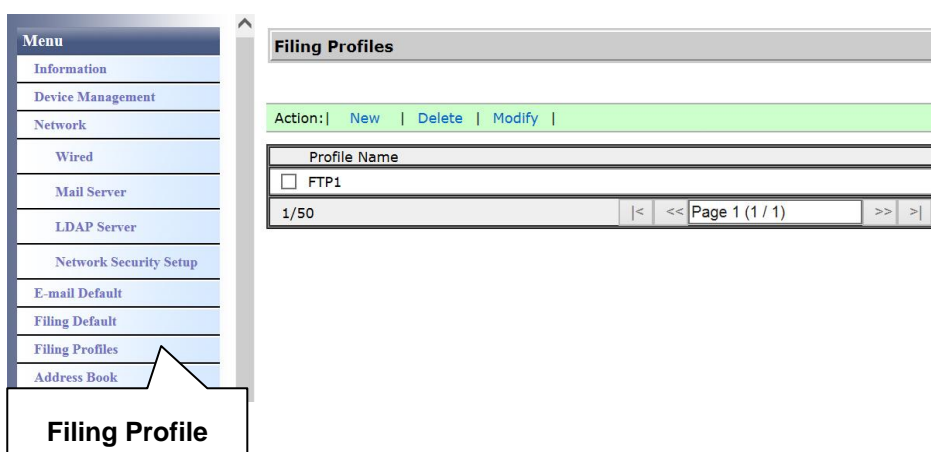 Menu
Information
Device Management
Network
Wired
Mail Server
LDAP Server
Network Security Setup
E-mail Default
Filing Default
Filing Profiles
Address Book
Filing Profile
Filing Profiles
Action:| New | Delete | Modify |
Profile Name
FTP1
1/50 |< << Page 1 (1 / 1) >> >|